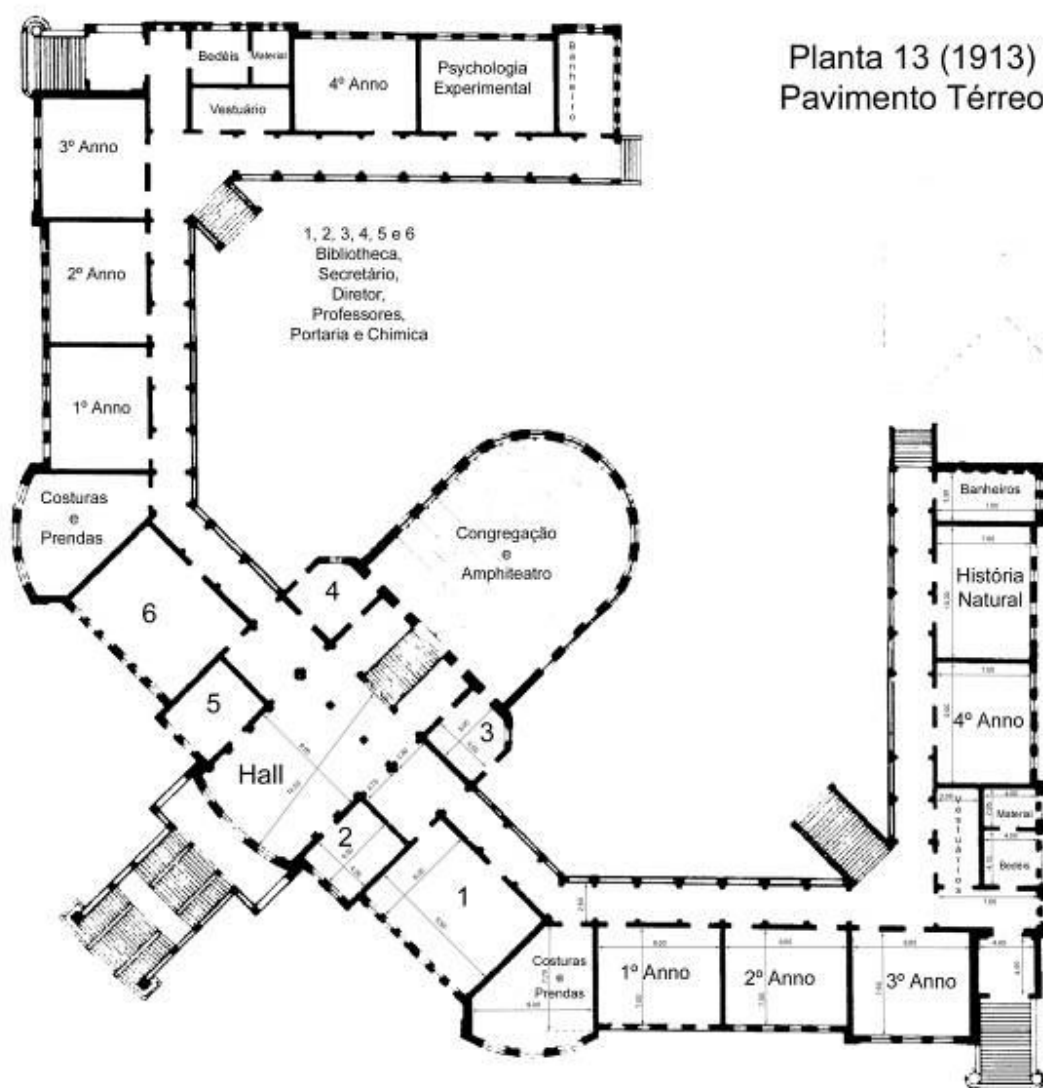 Planta 13 (1913)
Pavimento Térreo
Bedéis
Material
Vestuário
4º Anno
Psychologia
Experimental
Banheiro
3º Anno
2º Anno
1º Anno
1, 2, 3, 4, 5 e 6
Bibliotheca,
Secretário,
Diretor,
Professores,
Portaria e Chimica
Costuras
e
Prendas
Congregação
e
Amphiteatro
4
6
5
3
Hall
2
1
Banheiros
História
Natural
4º Anno
Vestuários
Material
Bedéis
Costuras
e
Prendas
1º Anno
2º Anno
3º Anno